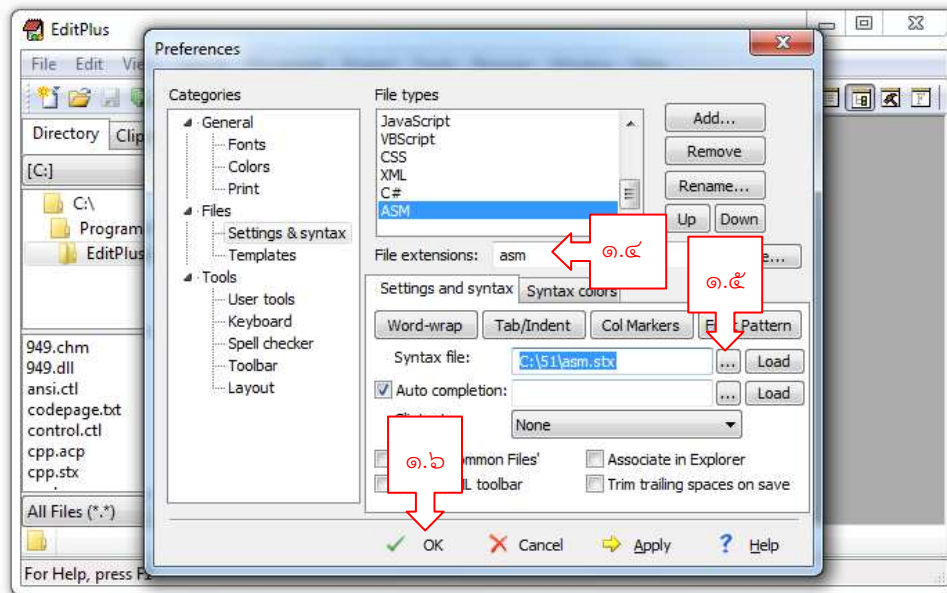 EditPlus
File Edit
Preferences
Directory
[C:]
C:\
Program
EditPlus
949.chm
949.dll
ansi.ctl
codepage.txt
control.ctl
cpp.acp
cpp.stx
All Files (*.*)
For Help, press
Categories
General
Fonts
Colors
Print
Files
Settings & syntax
Templates
Tools
User tools
Keyboard
Spell checker
Toolbar
Layout
File types
JavaScript
VBScript
CSS
XML
C#
ASM
Add...
Remove
Rename...
Up Down
File extensions: asm
๑.๔
๑.๕
Settings and syntax Syntax colors
Word-wrap Tab/Indent Col Markers Pattern
Syntax file: C:\51\asm.stx ... Load
Auto completion: ... Load
None
Files' Associate in Explorer
toolbar Trim trailing spaces on save
๑.๖
OK Cancel Apply Help